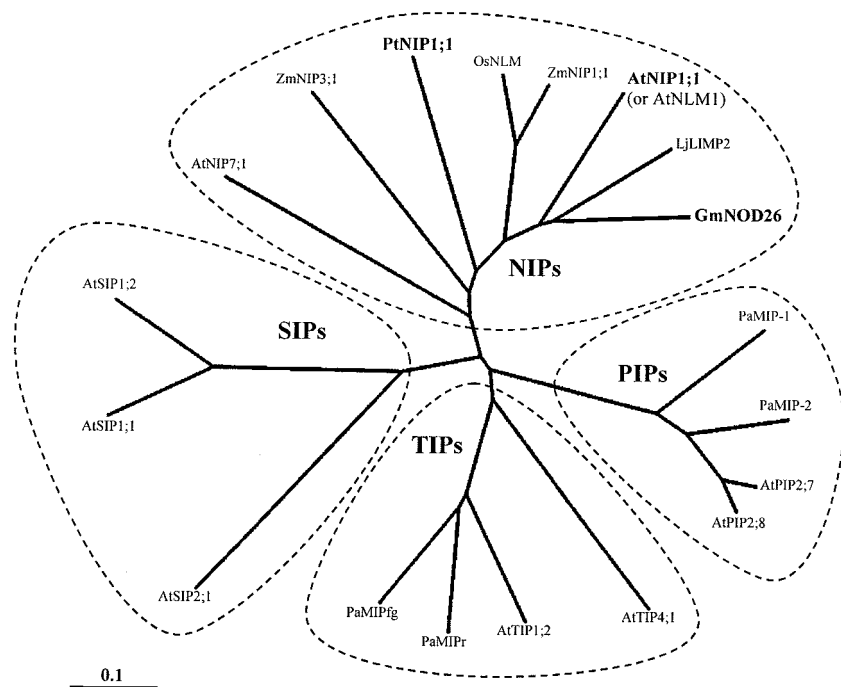 PtNIP1;1
OsNLM
ZmNIP3;1
ZmNIP1;1
AtNIP1;1
(or AtNLM1)
LjLIMP2
AtNIP7;1
GmNOD26
NIPs
AtSIP1;2
SIPs
PaMIP-1
PIPs
AtSIP1;1
PaMIP-2
TIPs
AtPIP2;7
AtPIP2;8
AtSIP2;1
PaMIPfg
PaMIPr
AtTIP1;2
AtTIP4;1
0.1